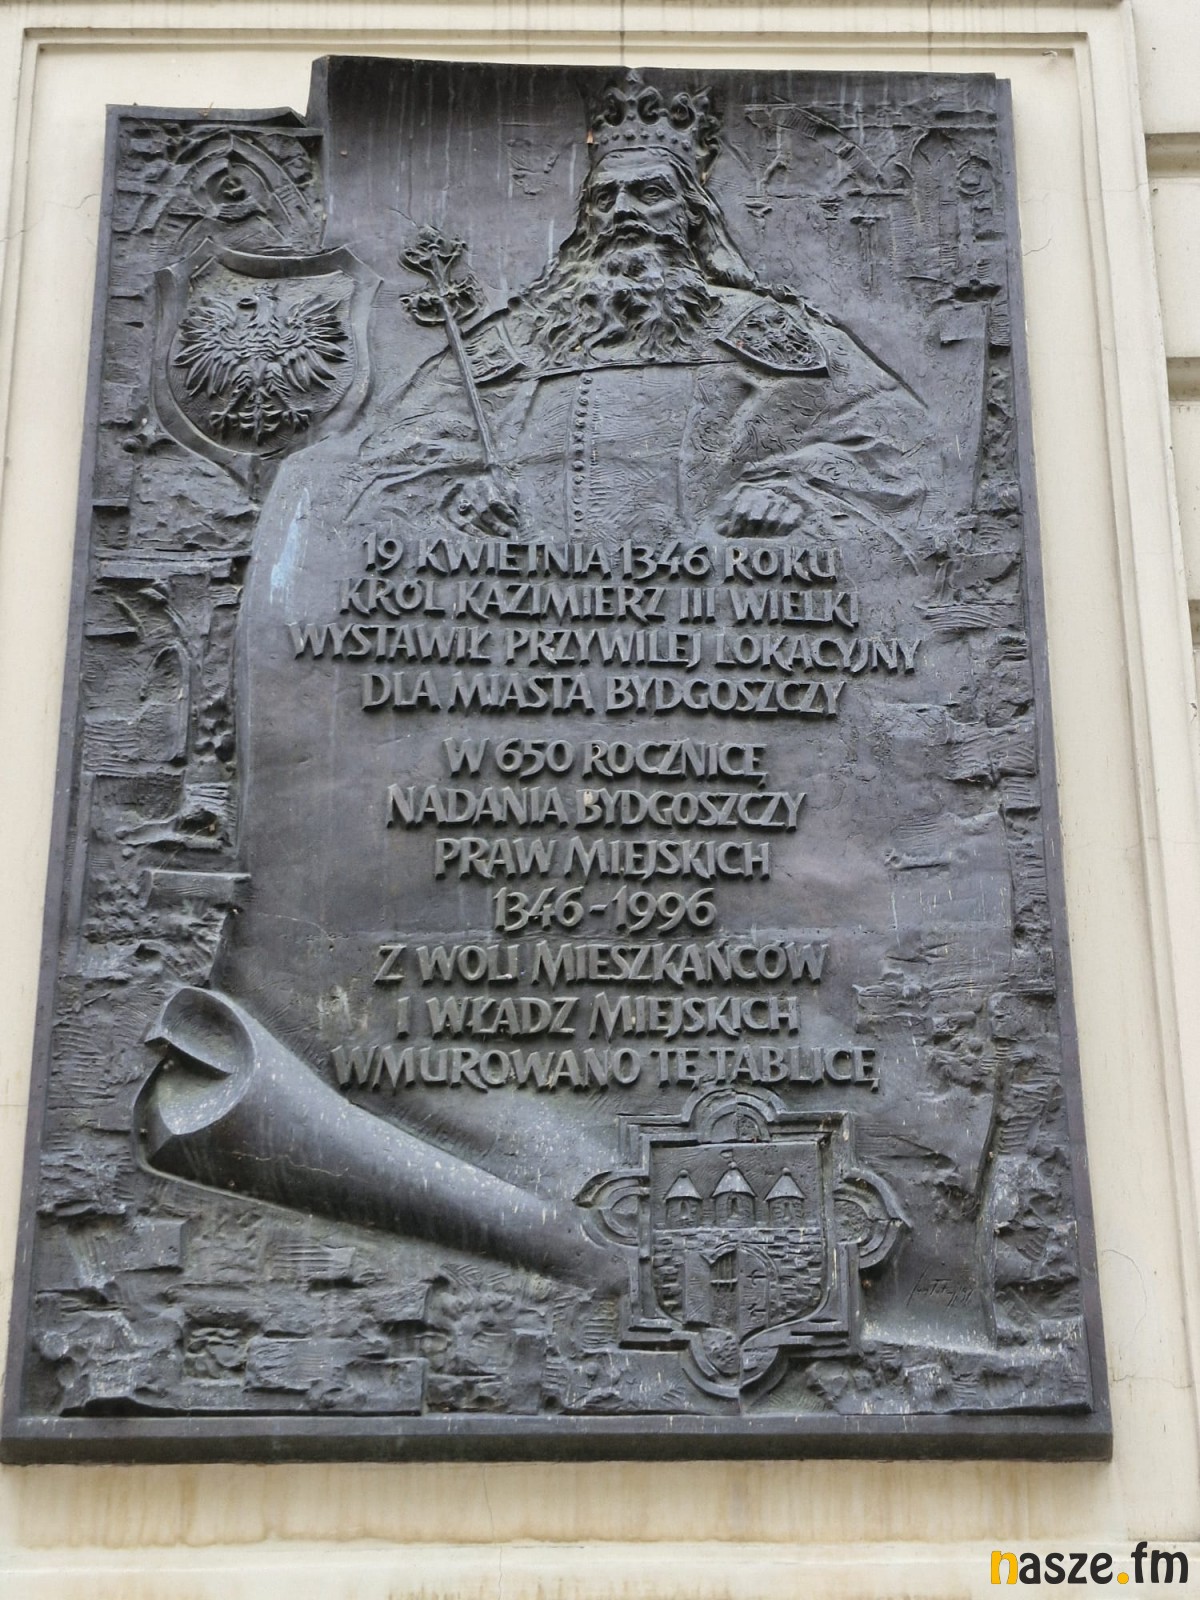 19 KWIETNIA 1346 ROKU
KRÓL KAZIMIERZ III WIELKI
WYSTAWIŁ PRZYWILEJ LOKACYJNY
DLA MIASTA BYDGOSZCZY
W 650 ROCZNICĘ
NADANIA BYDGOSZCZY
PRAW MIEJSKICH
1346-1996
Z WOLI MIESZKAŃCÓW
I WŁADZ MIEJSKICH
WMUROWANO TĘ TABLICĘ
nasze.fm